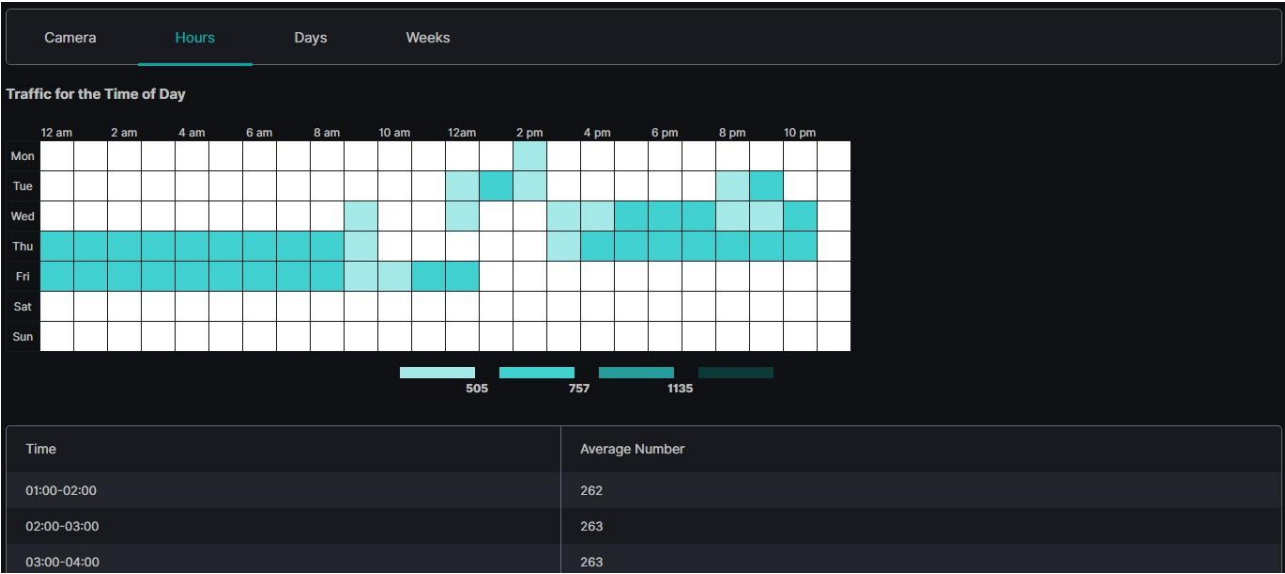 Camera Hours Days Weeks
Traffic for the Time of Day
12 am 2 am 4 am 6 am 8 am 10 am 12am 2 pm 4 pm 6 pm 8 pm 10 pm
Mon
Tue
Wed
Thu
Fri
Sat
Sun
505 757 1135
Time Average Number
01:00-02:00 262
02:00-03:00 263
03:00-04:00 263